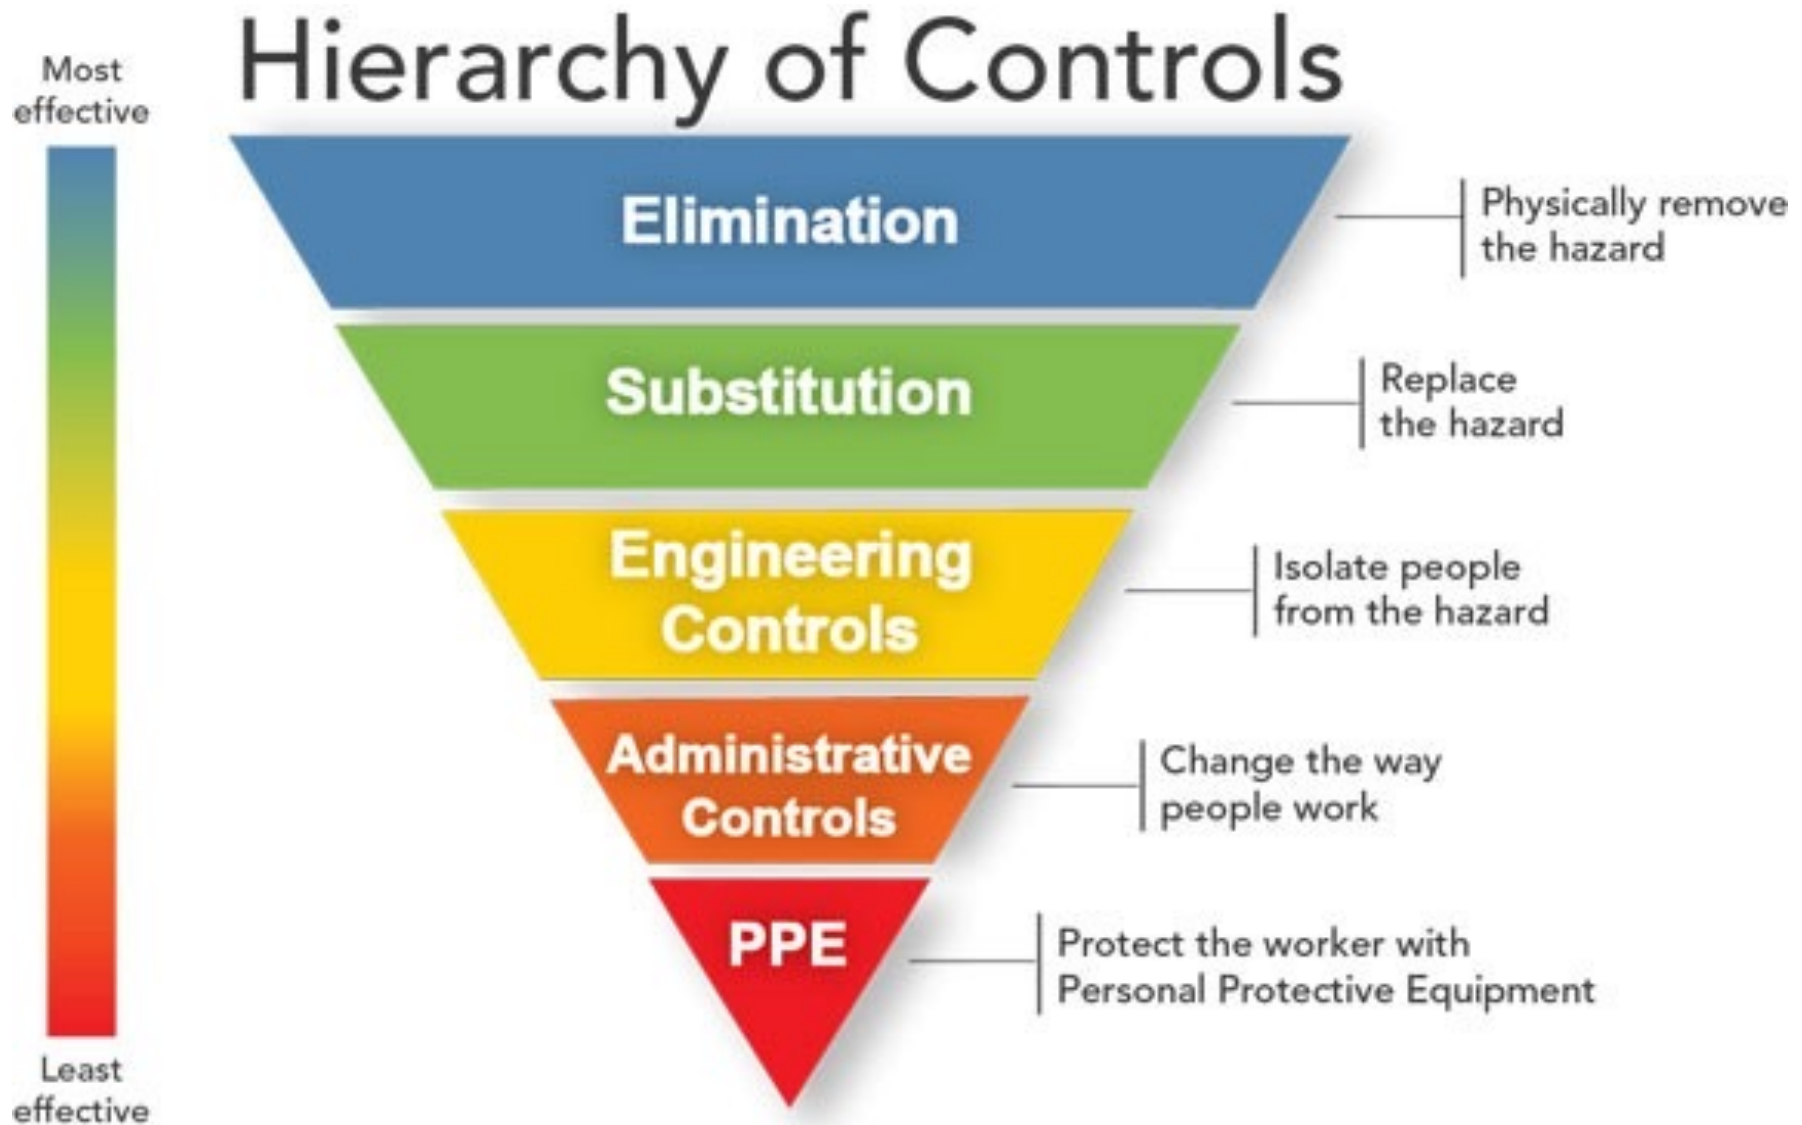 Hierarchy of Controls
Most
effective
Elimination
Physically remove
the hazard
Substitution
Replace
the hazard
Engineering
Controls
Isolate people
from the hazard
Administrative
Controls
Change the way
people work
PPE
Protect the worker with
Personal Protective Equipment
Least
effective